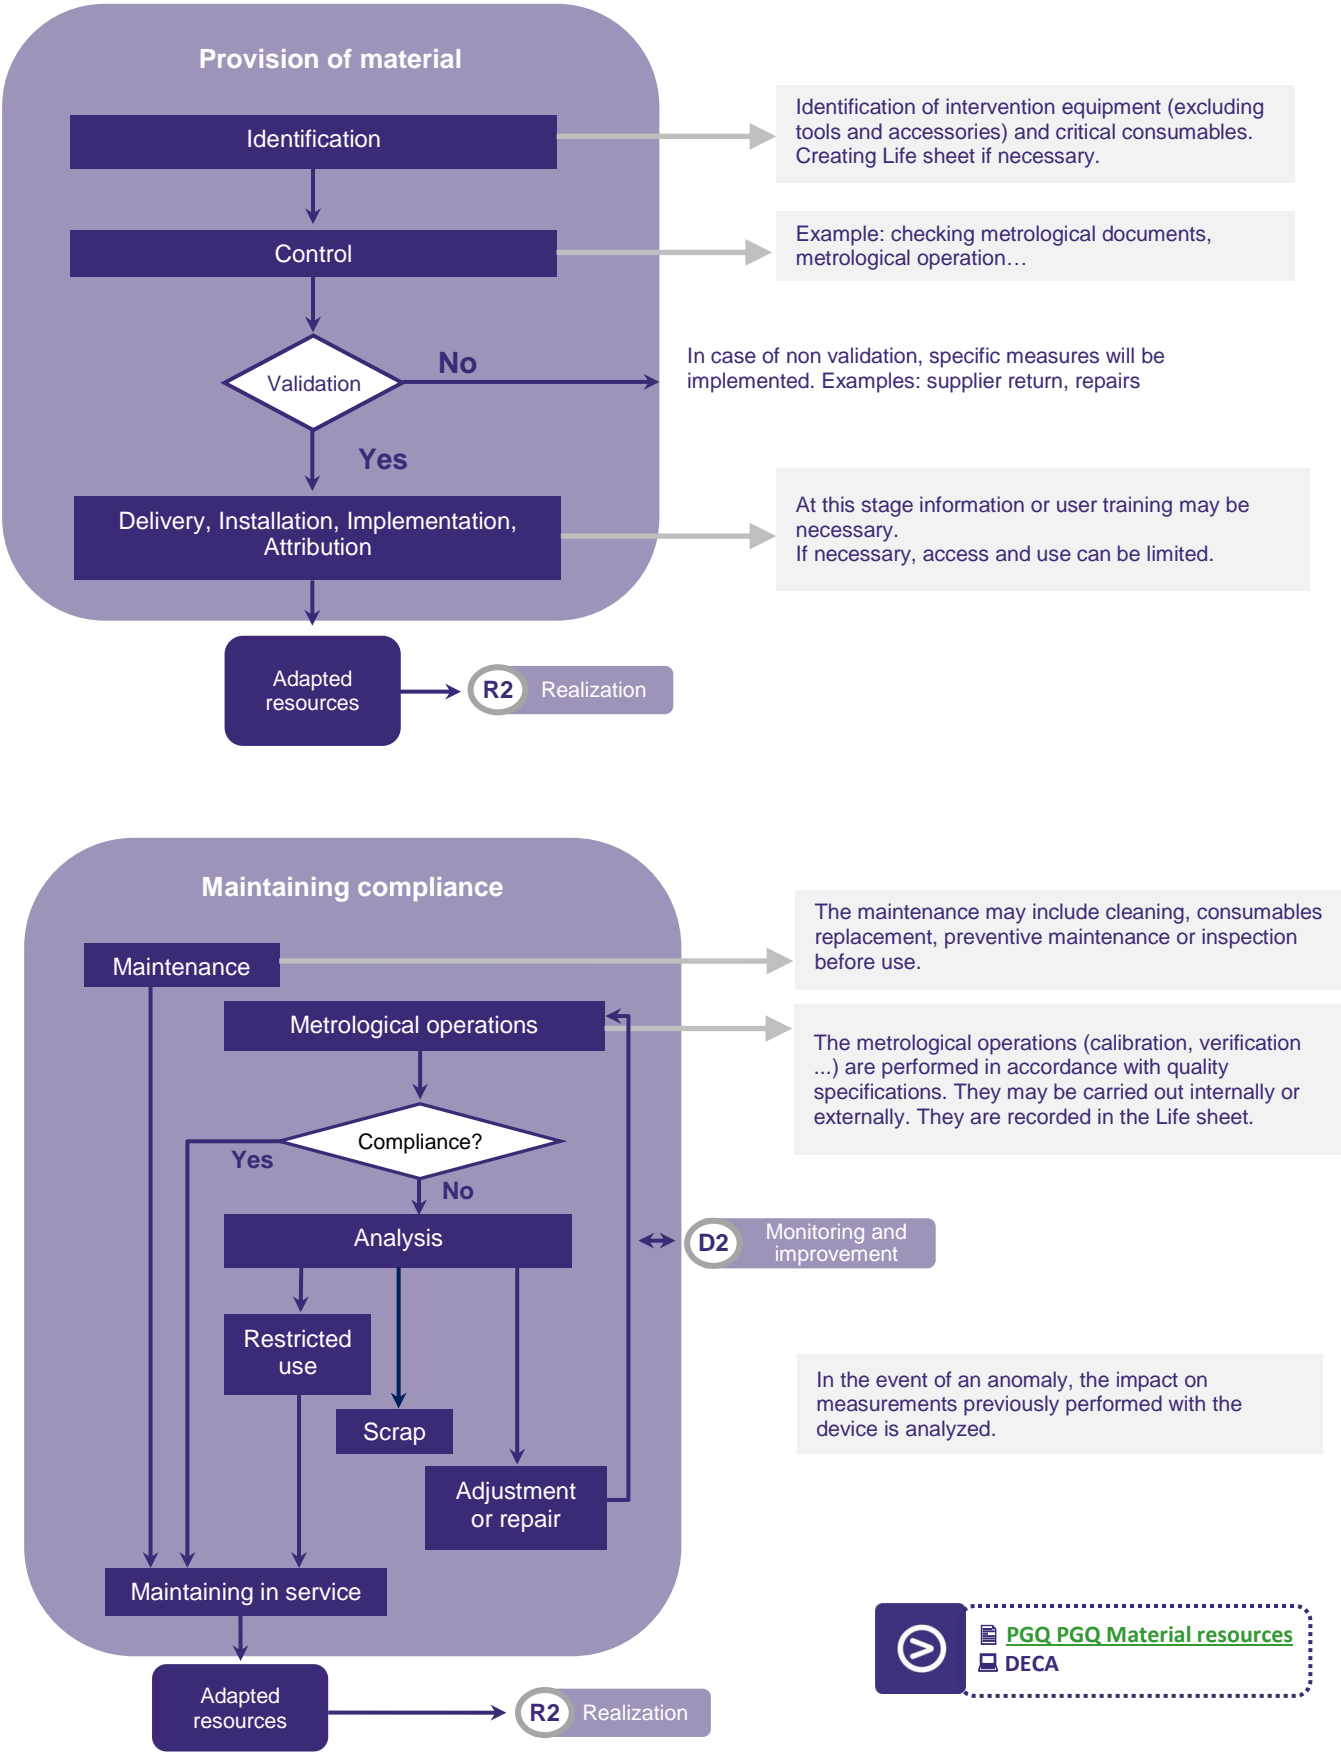 Provision of material
Identification
Identification of intervention equipment (excluding
tools and accessories) and critical consumables.
Creating Life sheet if necessary.
Control
Example: checking metrological documents,
metrological operation…
Validation
No
In case of non validation, specific measures will be
implemented. Examples: supplier return, repairs
Yes
Delivery, Installation, Implementation,
Attribution
At this stage information or user training may be
necessary.
If necessary, access and use can be limited.
Adapted
resources
R2 Realization
Maintaining compliance
Maintenance
The maintenance may include cleaning, consumables
replacement, preventive maintenance or inspection
before use.
Metrological operations
The metrological operations (calibration, verification
...) are performed in accordance with quality
specifications. They may be carried out internally or
externally. They are recorded in the Life sheet.
Compliance?
Yes
No
Analysis
D2 Monitoring and
improvement
Restricted
use
Scrap
Adjustment
or repair
In the event of an anomaly, the impact on
measurements previously performed with the
device is analyzed.
Maintaining in service
PGQ PGQ Material resources
DECA
Adapted
resources
R2 Realization